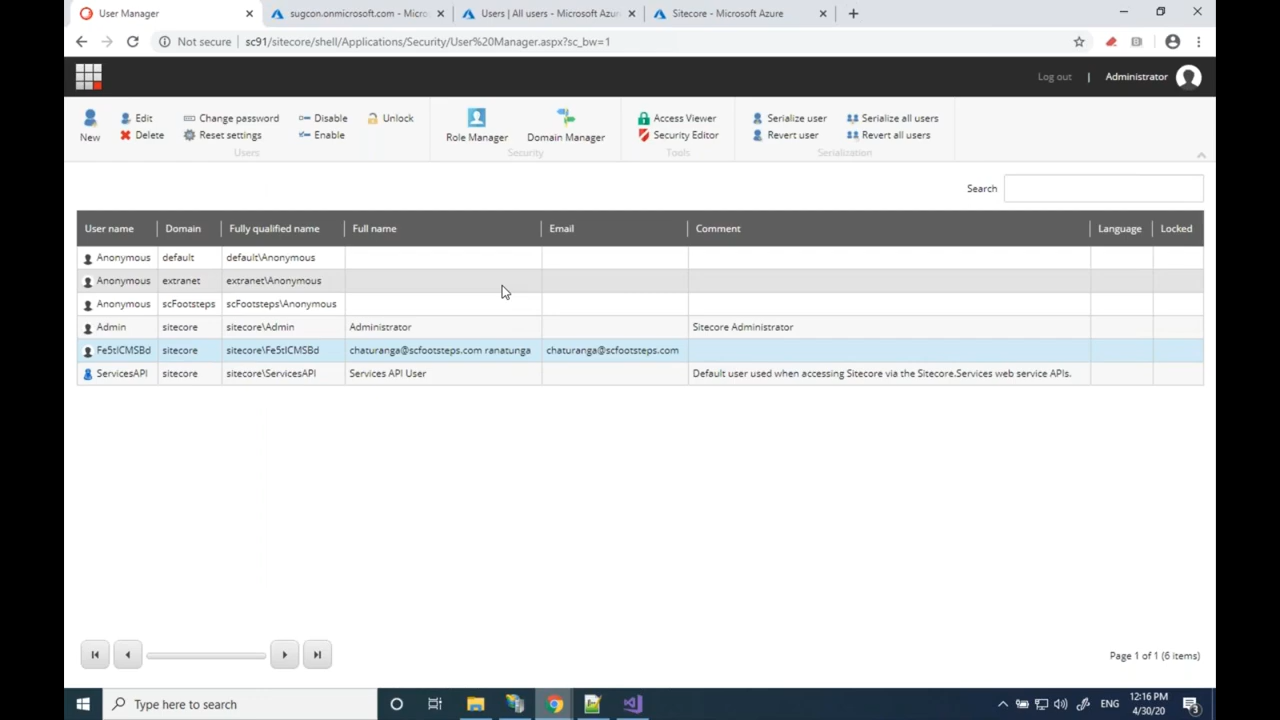 User Manager
sugcon.onmicrosoft.com - Micro
Users | All users - Microsoft Azu
Sitecore - Microsoft Azure
Not secure | sc91/sitecore/shell/Applications/Security/User%20Manager.aspx?sc_bw=1
Log out | Administrator
New
Edit
Delete
Change password
Reset settings
Disable
Enable
Unlock
Users
Role Manager
Domain Manager
Security
Access Viewer
Security Editor
Tools
Serialize user
Revert user
Serialize all users
Revert all users
Serialization
Search
User name Domain Fully qualified name Full name Email Comment Language Locked
Anonymous default default\Anonymous
Anonymous extranet extranet\Anonymous
Anonymous scFootsteps scFootsteps\Anonymous
Admin sitecore sitecore\Admin Administrator Sitecore Administrator
Fe5tICMSBd sitecore sitecore\Fe5tICMSBd chaturanga@scfootsteps.com ranatunga chaturanga@scfootsteps.com
ServicesAPI sitecore sitecore\ServicesAPI Services API User Default user used when accessing Sitecore via the Sitecore.Services web service APIs.
Page 1 of 1 (6 items)
Type here to search
ENG
12:16 PM
4/30/20
3